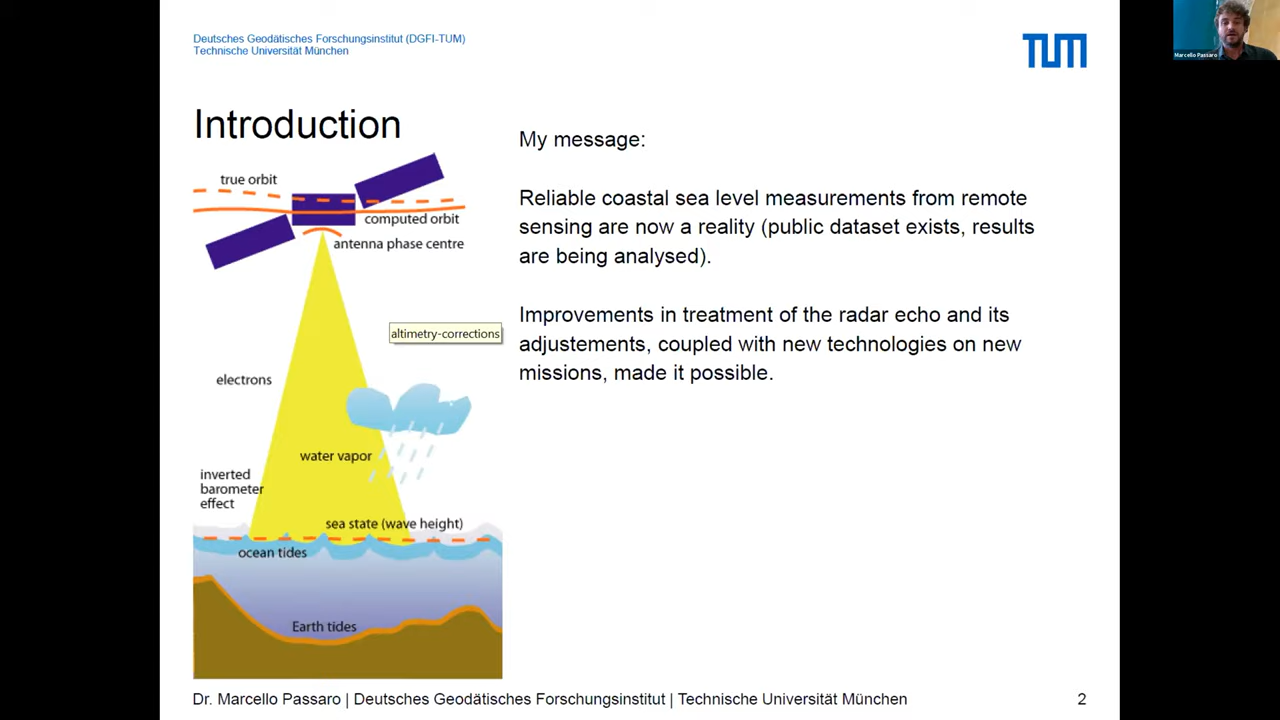 Deutsches Geodätisches Forschungsinstitut (DGFI-TUM)
Technische Universität München
TUM
Marcello Passaro
Introduction
true orbit
computed orbit
antenna phase centre
altimetry-corrections
electrons
water vapor
inverted
barometer
effect
sea state (wave height)
ocean tides
Earth tides
My message:
Reliable coastal sea level measurements from remote
sensing are now a reality (public dataset exists, results
are being analysed).
Improvements in treatment of the radar echo and its
adjustements, coupled with new technologies on new
missions, made it possible.
Dr. Marcello Passaro | Deutsches Geodätisches Forschungsinstitut | Technische Universität München
2